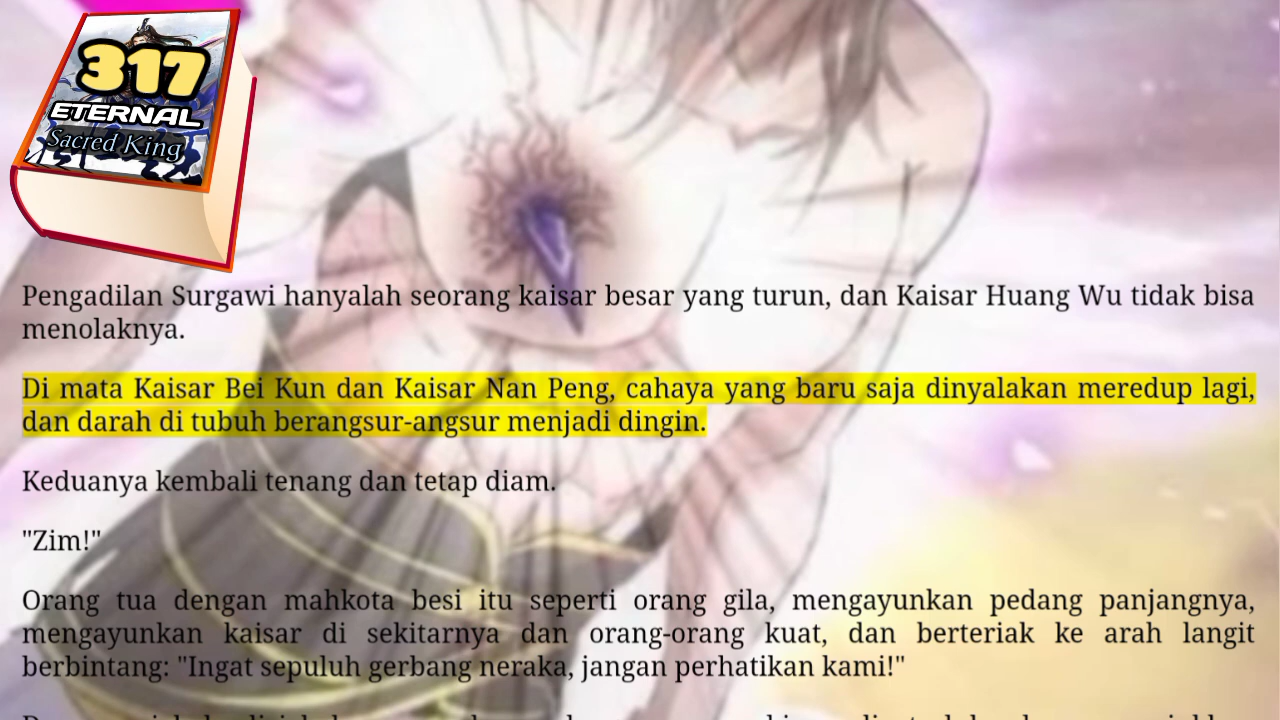 317
ETERNAL
Sacred King
Pengadilan Surgawi hanyalah seorang kaisar besar yang turun, dan Kaisar Huang Wu tidak bisa
menolaknya.
Di mata Kaisar Bei Kun dan Kaisar Nan Peng, cahaya yang baru saja dinyalakan meredup lagi,
dan darah di tubuh berangsur-angsur menjadi dingin.
Keduanya kembali tenang dan tetap diam.
"Zim!"
Orang tua dengan mahkota besi itu seperti orang gila, mengayunkan pedang panjangnya,
mengayunkan kaisar di sekitarnya dan orang-orang kuat, dan berteriak ke arah langit
berbintang: "Ingat sepuluh gerbang neraka, jangan perhatikan kami!"